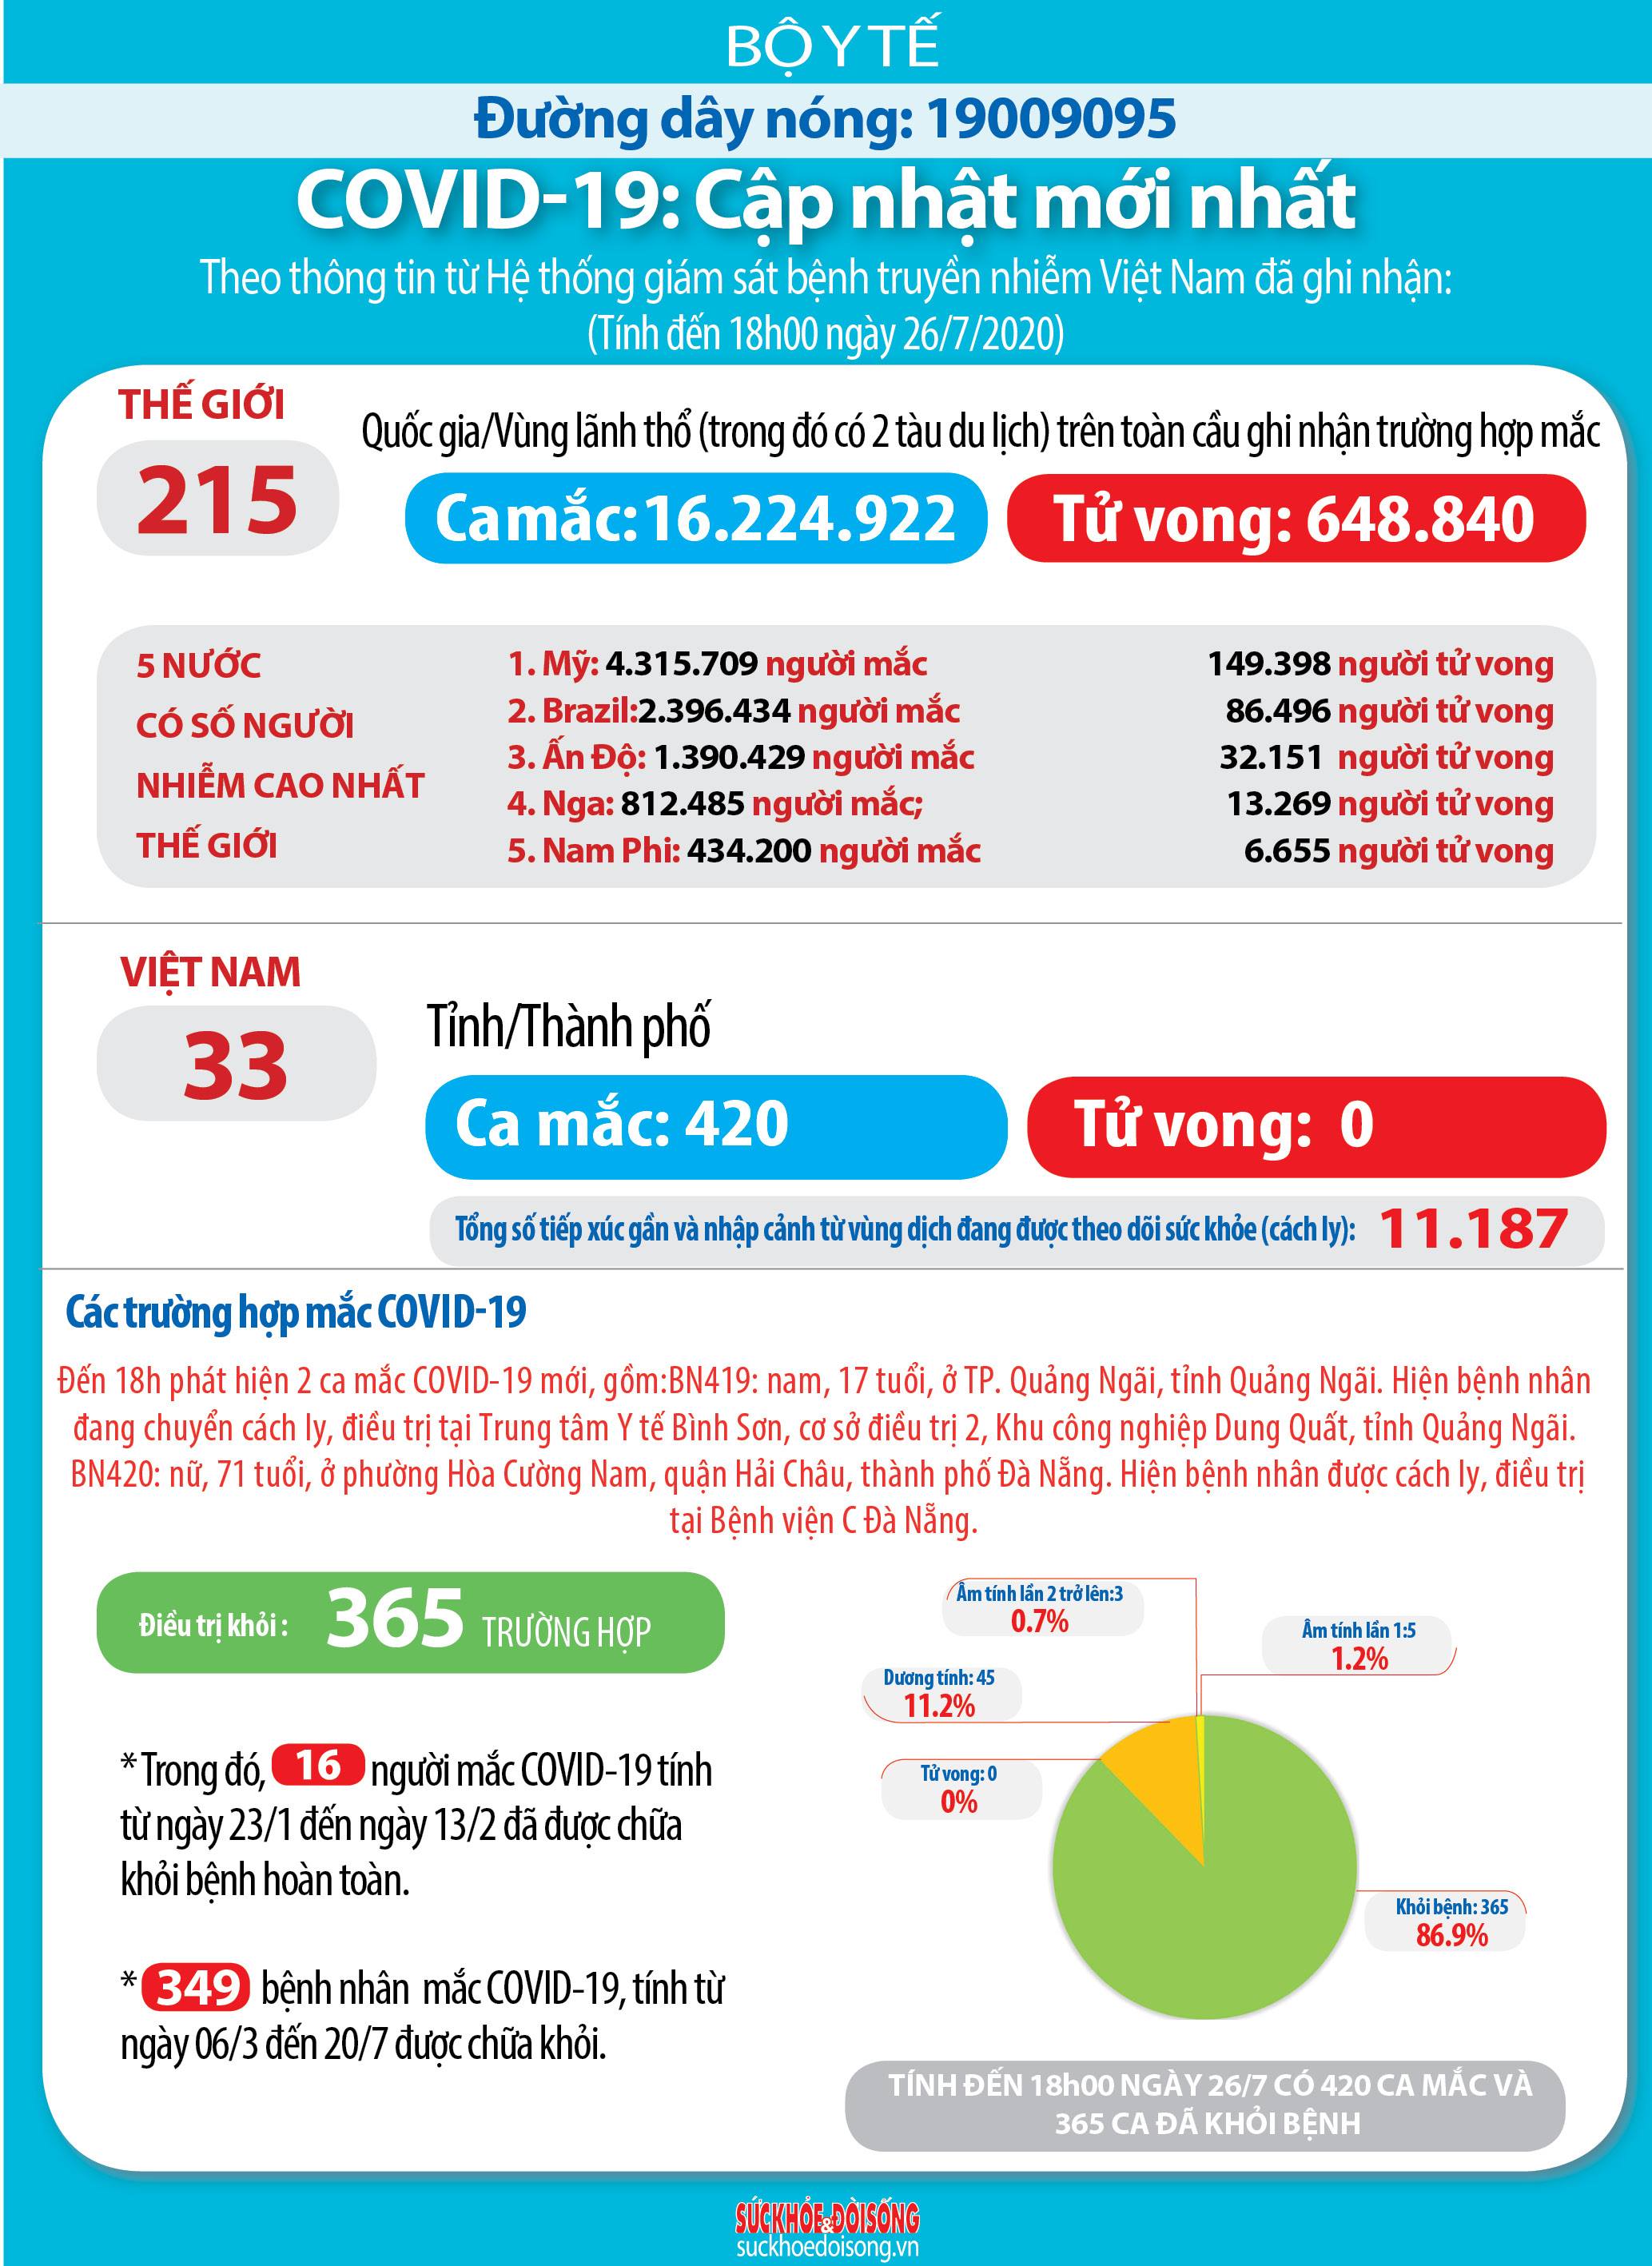 BỘ Y TẾ
Đường dây nóng: 19009095
COVID-19: Cập nhật mới nhất
Theo thông tin từ Hệ thống giám sát bệnh truyền nhiễm Việt Nam đã ghi nhận:
(Tính đến 18h00 ngày 26/7/2020)
THẾ GIỚI
215
Quốc gia/Vùng lãnh thổ (trong đó có 2 tàu du lịch) trên toàn cầu ghi nhận trường hợp mắc
Ca mắc: 16.224.922
Tử vong: 648.840
5 NƯỚC
CÓ SỐ NGƯỜI
NHIỄM CAO NHẤT
THẾ GIỚI
1. Mỹ: 4.315.709 người mắc 149.398 người tử vong
2. Brazil:2.396.434 người mắc 86.496 người tử vong
3. Ấn Độ: 1.390.429 người mắc 32.151 người tử vong
4. Nga: 812.485 người mắc; 13.269 người tử vong
5. Nam Phi: 434.200 người mắc 6.655 người tử vong
VIỆT NAM
33
Tỉnh/Thành phố
Ca mắc: 420
Tử vong: 0
Tổng số tiếp xúc gần và nhập cảnh từ vùng dịch đang được theo dõi sức khỏe (cách ly): 11.187
Các trường hợp mắc COVID-19
Đến 18h phát hiện 2 ca mắc COVID-19 mới, gồm:BN419: nam, 17 tuổi, ở TP. Quảng Ngãi, tỉnh Quảng Ngãi. Hiện bệnh nhân
đang chuyển cách ly, điều trị tại Trung tâm Y tế Bình Sơn, cơ sở điều trị 2, Khu công nghiệp Dung Quất, tỉnh Quảng Ngãi.
BN420: nữ, 71 tuổi, ở phường Hòa Cường Nam, quận Hải Châu, thành phố Đà Nẵng. Hiện bệnh nhân được cách ly, điều trị
tại Bệnh viện C Đà Nẵng.
Điều trị khỏi : 365 TRƯỜNG HỢP
* Trong đó, 16 người mắc COVID-19 tính
từ ngày 23/1 đến ngày 13/2 đã được chữa
khỏi bệnh hoàn toàn.
* 349 bệnh nhân mắc COVID-19, tính từ
ngày 06/3 đến 20/7 được chữa khỏi.
Âm tính lần 2 trở lên:3
0.7%
Âm tính lần 1:5
1.2%
Dương tính: 45
11.2%
Tử vong: 0
0%
Khỏi bệnh: 365
86.9%
TÍNH ĐẾN 18h00 NGÀY 26/7 CÓ 420 CA MẮC VÀ
365 CA ĐÃ KHỎI BỆNH
SỨC KHỎE & ĐỜI SỐNG
suckhoedoisong.vn